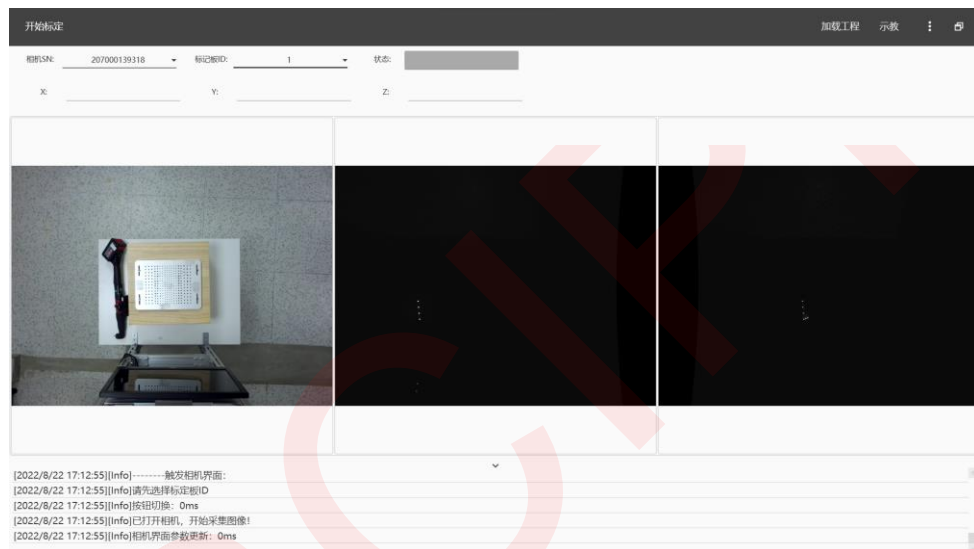 开始标定 加载工程 示教
相机SN: 207000139318 标记板ID: 1 状态:
X: Y: Z:
[2022/8/22 17:12:55][Info]--------触发相机界面:
[2022/8/22 17:12:55][Info]请先选择标定板ID
[2022/8/22 17:12:55][Info]按钮切换：0ms
[2022/8/22 17:12:55][Info]已打开相机，开始采集图像!
[2022/8/22 17:12:55][Info]相机界面参数更新：0ms